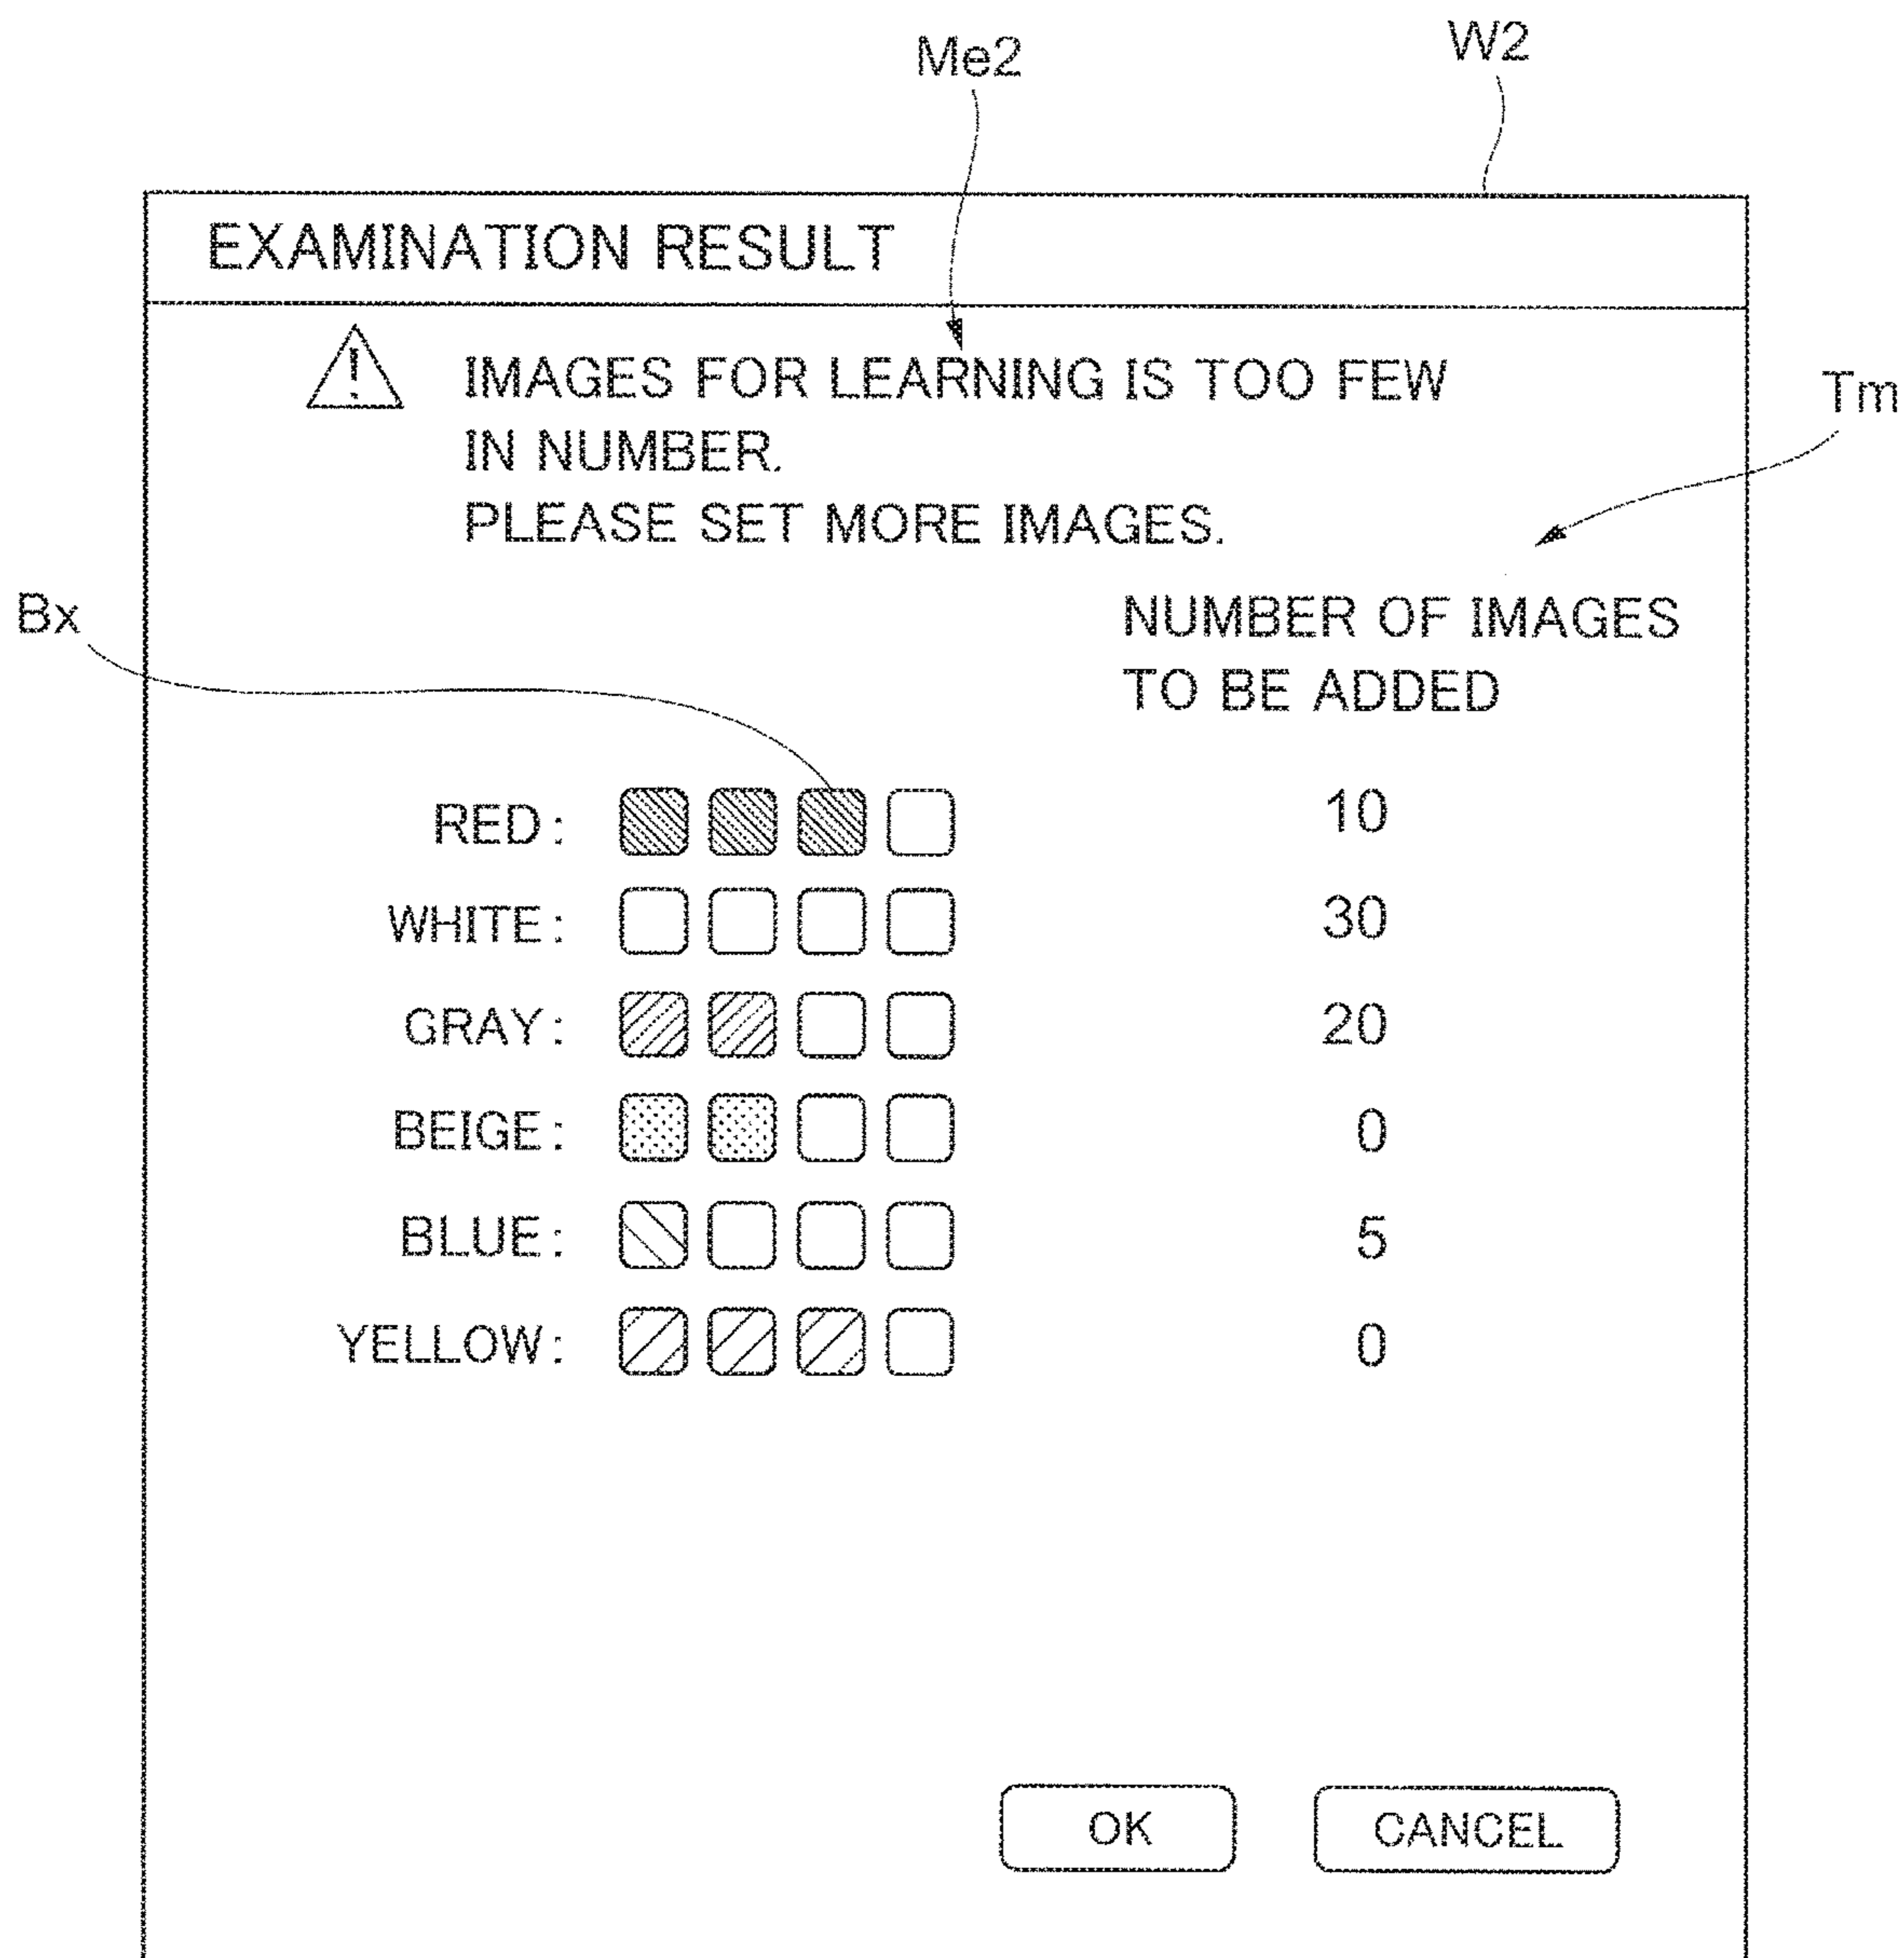 Me2
W2
EXAMINATION RESULT
! IMAGES FOR LEARNING IS TOO FEW
IN NUMBER.
PLEASE SET MORE IMAGES.
Tm
Bx
NUMBER OF IMAGES
TO BE ADDED
RED: 10
WHITE: 30
GRAY: 20
BEIGE: 0
BLUE: 5
YELLOW: 0
OK CANCEL